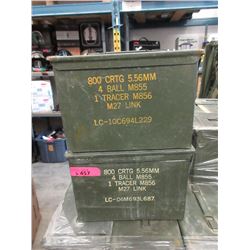 800 CRTG 5.56MM
4 BALL M855
1 TRACER M856
M27 LINK
LC-10C694L229
800 CRTG 5.56MM
4 BALL M855
1 TRACER M856
M27 LINK
LC-06M693L687